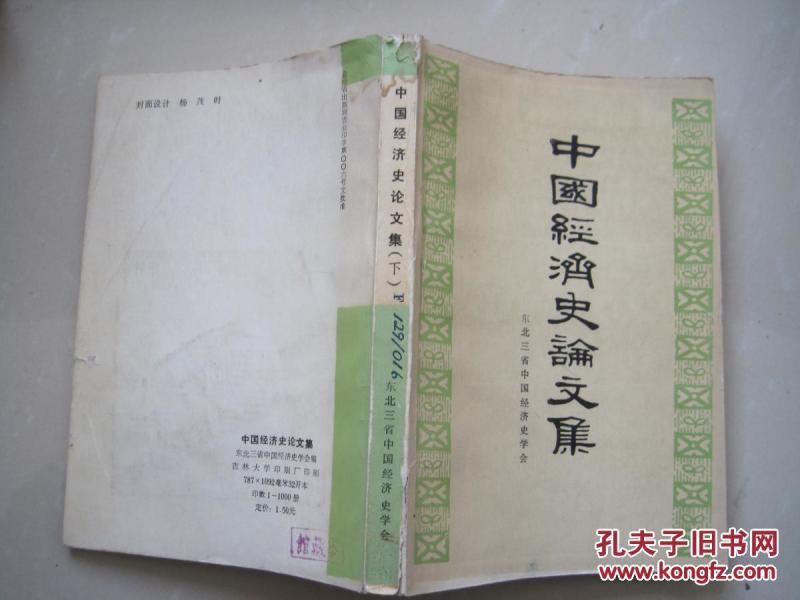 中國經濟史論文集
东北三省中国经济史学会
中国经济史论文集(下)
F
129/016
东北三省中国经济史学会
封面设计 杨茂时
中国经济史论文集
东北三省中国经济史学会编
吉林大学印刷厂印刷
787×1092毫米32开本
印数1-1000册
定价:1.50元
孔夫子旧书网
www.kongfz.com